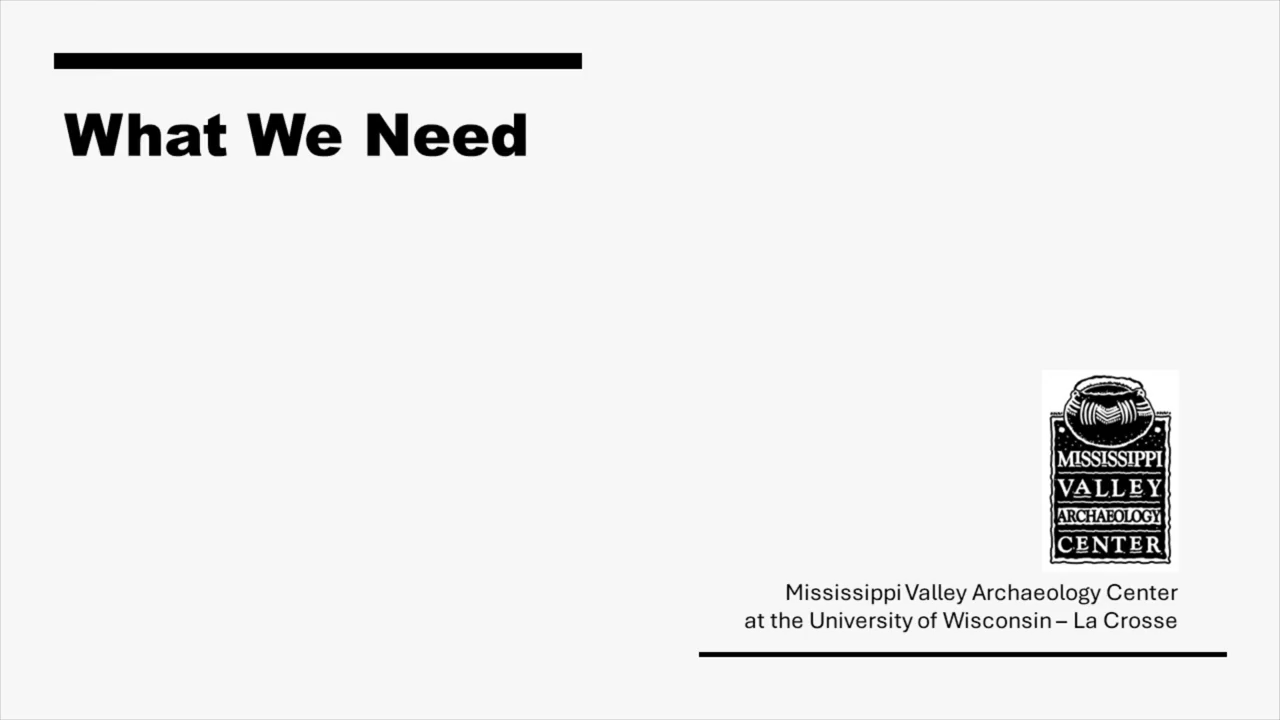 What We Need
MISSISSIPPI
VALLEY
ARCHAEOLOGY
CENTER
Mississippi Valley Archaeology Center
at the University of Wisconsin – La Crosse